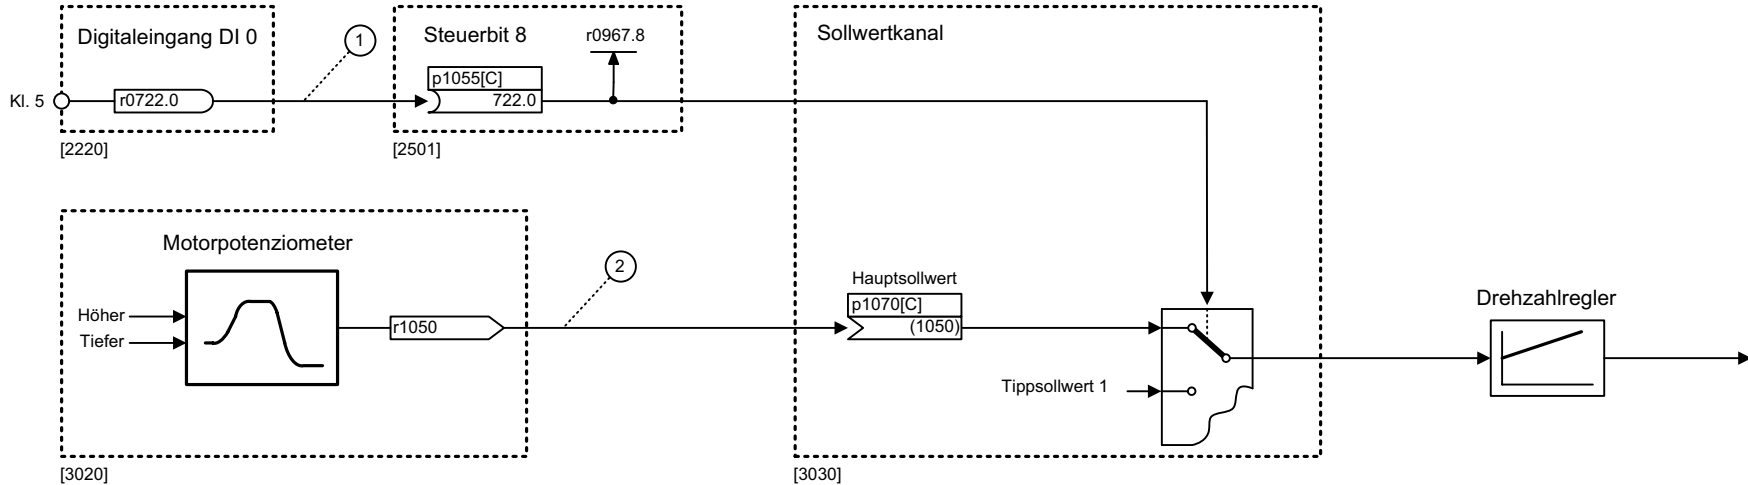 Digitaleingang DI 0
1
Steuerbit 8
r0967.8
Sollwertkanal
p1055[C]
Kl. 5
r0722.0
722.0
[2220]
[2501]
Motorpotenziometer
2
Hauptsollwert
p1070[C]
Höher
r1050
(1050)
Tiefer
Drehzahlregler
Tippsollwert 1
[3020]
[3030]